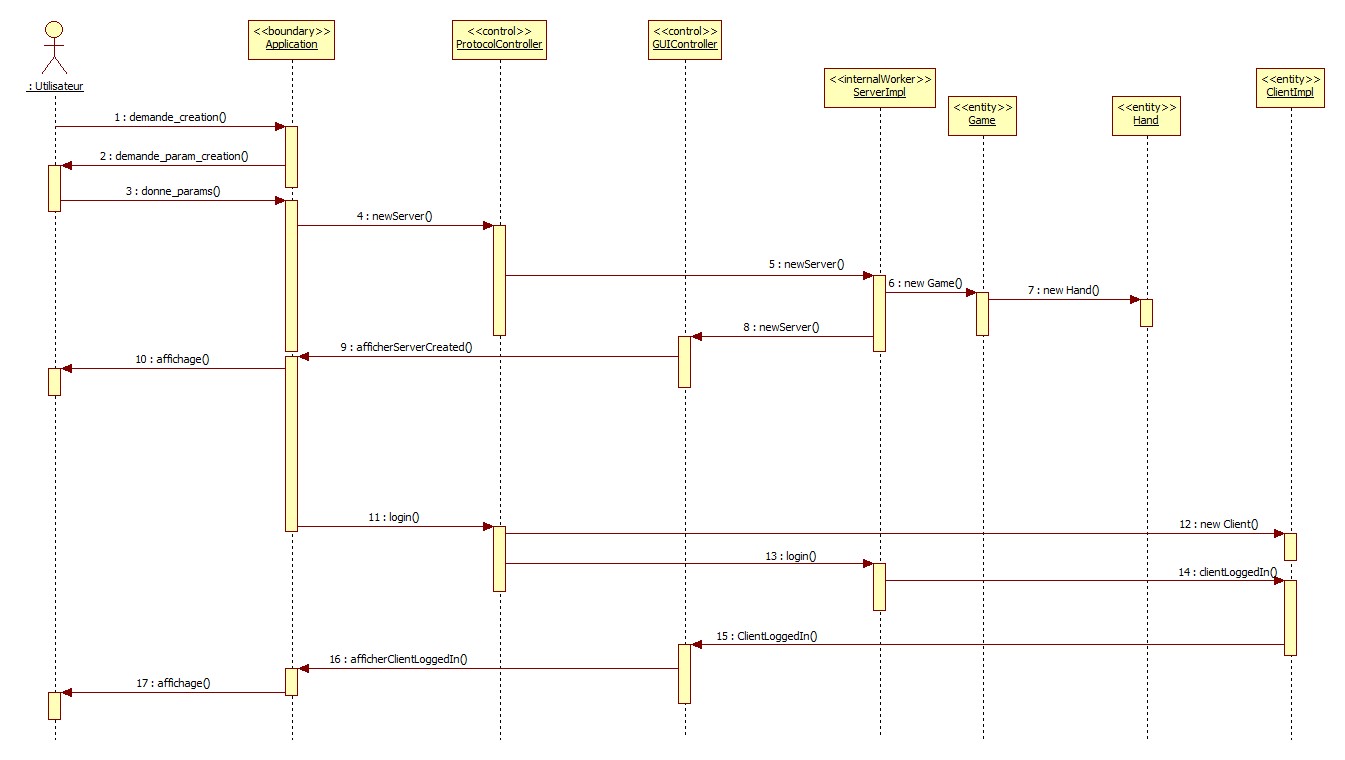 <<boundary>>
Application
<<control>>
ProtocolController
<<control>>
GUIController
<<internalWorker>>
ServerImpl
<<entity>>
Game
<<entity>>
Hand
<<entity>>
ClientImpl
: Utilisateur
1 : demande_creation()
2 : demande_param_creation()
3 : donne_params()
4 : newServer()
5 : newServer()
6 : new Game()
7 : new Hand()
8 : newServer()
9 : afficherServerCreated()
10 : affichage()
11 : login()
12 : new Client()
13 : login()
14 : clientLoggedIn()
15 : ClientLoggedIn()
16 : afficherClientLoggedIn()
17 : affichage()